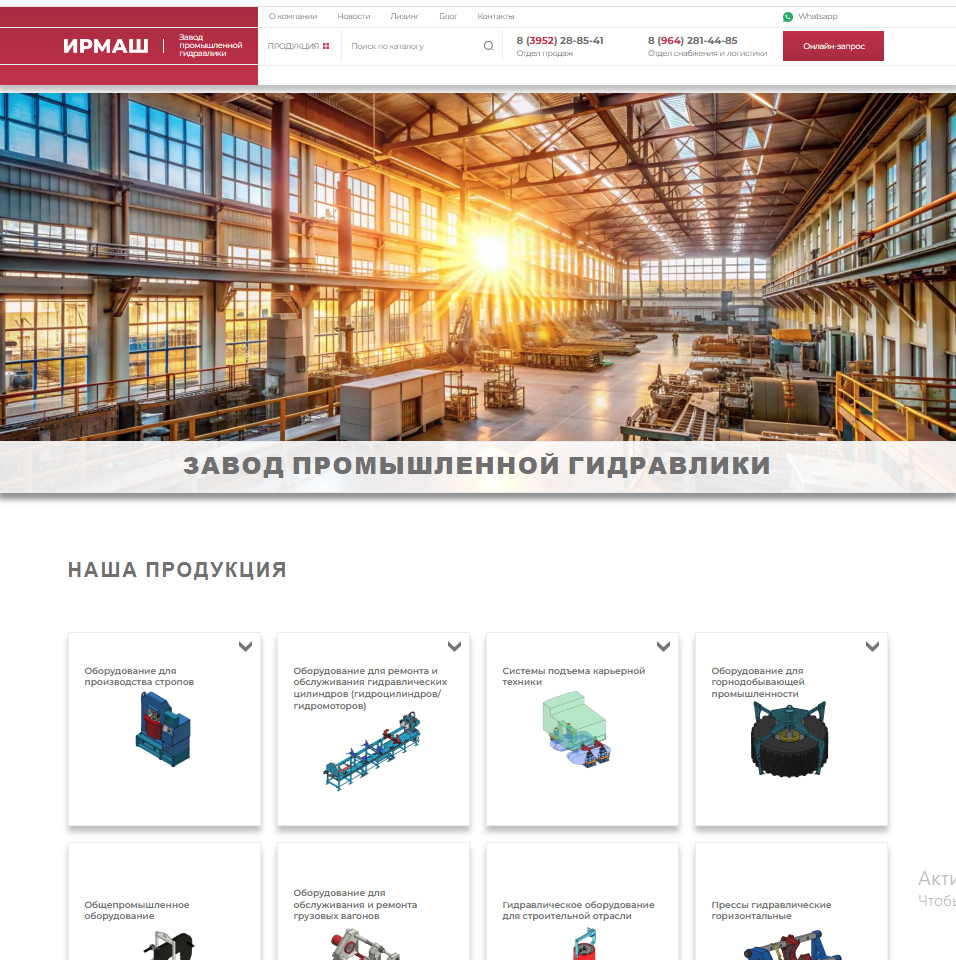 О компании
Новости
Лизинг
Блог
Контакты
Whatsapp
ИРМАШ
Завод
промышленной
гидравлики
ПРОДУКЦИЯ
Поиск по каталогу
8 (3952) 28-85-41
Отдел продаж
8 (964) 281-44-85
Отдел снабжения и логистики
Онлайн-запрос
ЗАВОД ПРОМЫШЛЕННОЙ ГИДРАВЛИКИ
НАША ПРОДУКЦИЯ
Оборудование для
производства стропов
Оборудование для ремонта и
обслуживания гидравлических
цилиндров (гидроцилиндров/
гидромоторов)
Системы подъема карьерной
техники
Оборудование для
горнодобывающей
промышленности
Общепромышленное
оборудование
Оборудование для
обслуживания и ремонта
грузовых вагонов
Гидравлическое оборудование
для строительной отрасли
Прессы гидравлические
горизонтальные
Акти
Чтобы